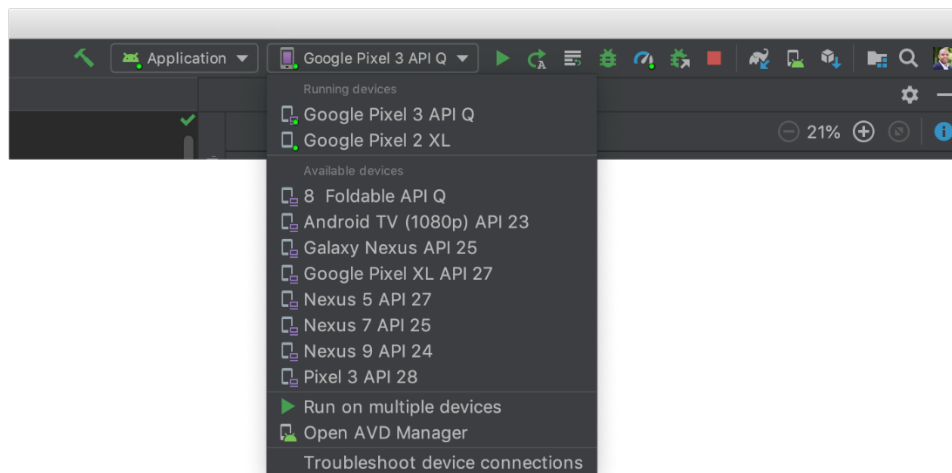 Application
Google Pixel 3 API Q
Running devices
Google Pixel 3 API Q
Google Pixel 2 XL
21%
Available devices
8 Foldable API Q
Android TV (1080p) API 23
Galaxy Nexus API 25
Google Pixel XL API 27
Nexus 5 API 27
Nexus 7 API 25
Nexus 9 API 24
Pixel 3 API 28
Run on multiple devices
Open AVD Manager
Troubleshoot device connections